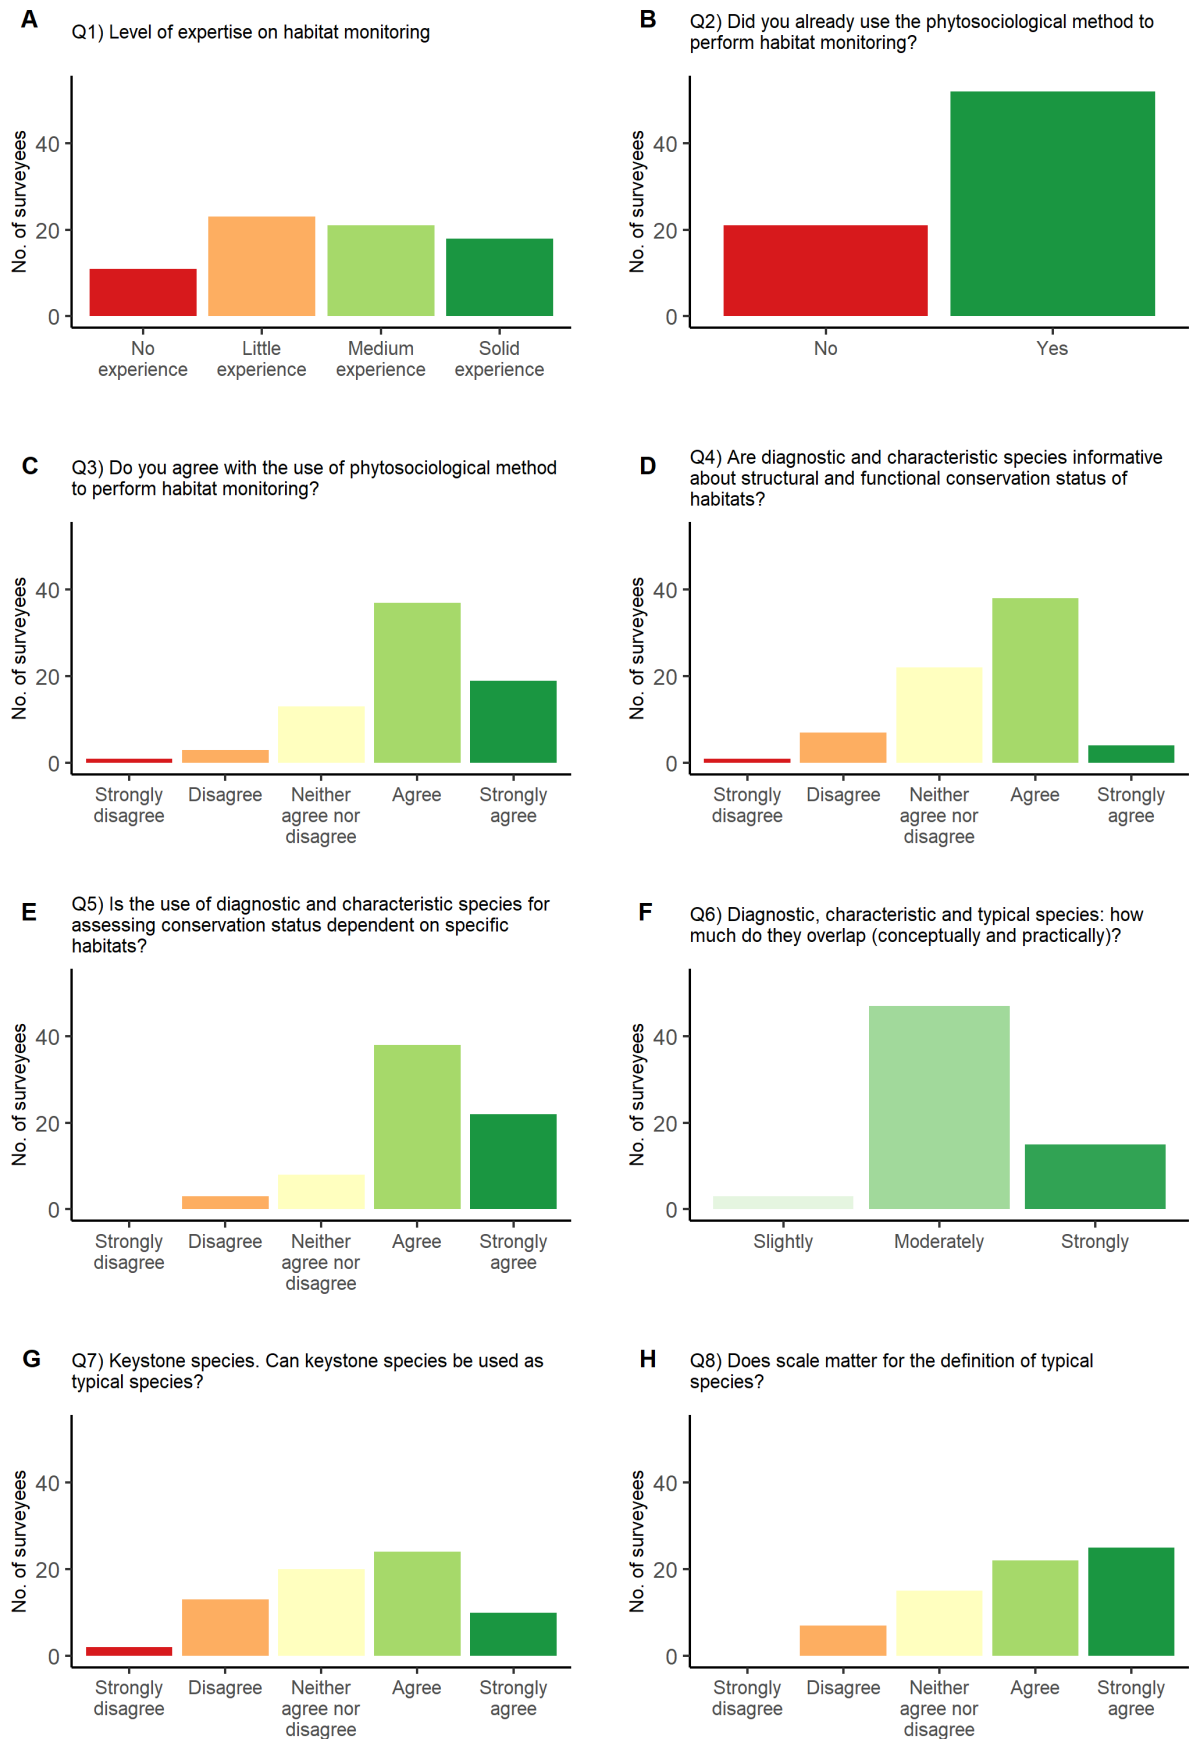 A
Q1) Level of expertise on habitat monitoring
No. of surveyees
40
20
0
No
experience
Little
experience
Medium
experience
Solid
experience
B
Q2) Did you already use the phytosociological method to
perform habitat monitoring?
No. of surveyees
40
20
0
No
Yes
C
Q3) Do you agree with the use of phytosociological method
to perform habitat monitoring?
No. of surveyees
40
20
0
Strongly
disagree
Disagree
Neither
agree nor
disagree
Agree
Strongly
agree
D
Q4) Are diagnostic and characteristic species informative
about structural and functional conservation status of
habitats?
No. of surveyees
40
20
0
Strongly
disagree
Disagree
Neither
agree nor
disagree
Agree
Strongly
agree
E
Q5) Is the use of diagnostic and characteristic species for
assessing conservation status dependent on specific
habitats?
No. of surveyees
40
20
0
Strongly
disagree
Disagree
Neither
agree nor
disagree
Agree
Strongly
agree
F
Q6) Diagnostic, characteristic and typical species: how
much do they overlap (conceptually and practically)?
No. of surveyees
40
20
0
Slightly
Moderately
Strongly
G
Q7) Keystone species. Can keystone species be used as
typical species?
No. of surveyees
40
20
0
Strongly
disagree
Disagree
Neither
agree nor
disagree
Agree
Strongly
agree
H
Q8) Does scale matter for the definition of typical
species?
No. of surveyees
40
20
0
Strongly
disagree
Disagree
Neither
agree nor
disagree
Agree
Strongly
agree